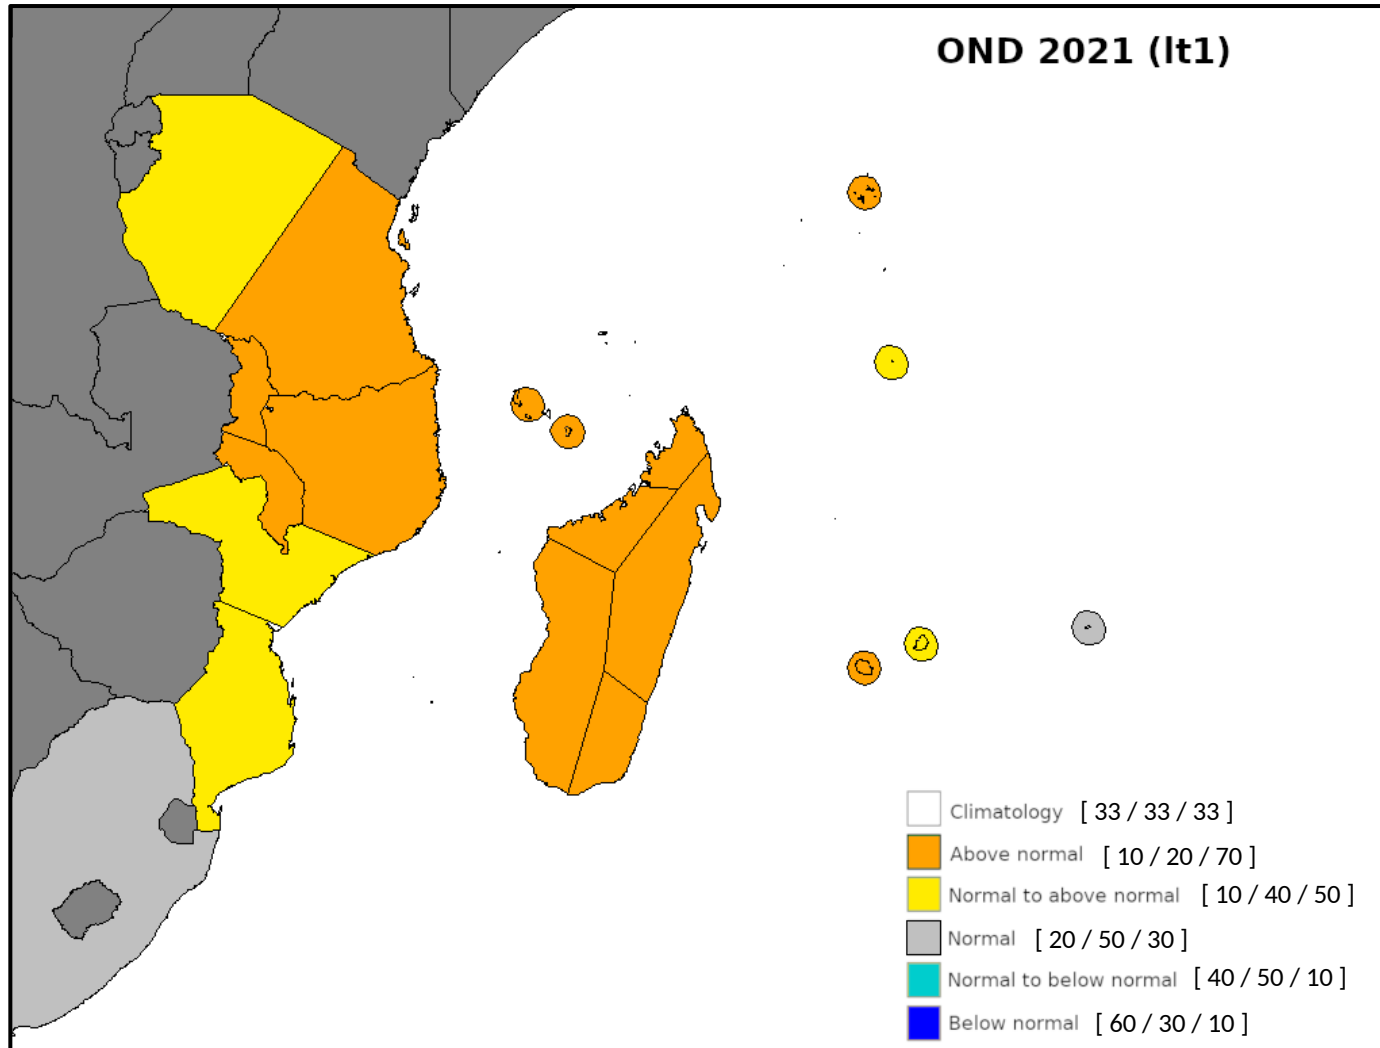 OND 2021 (lt1)
Climatology [ 33 / 33 / 33 ]
Above normal [ 10 / 20 / 70 ]
Normal to above normal [ 10 / 40 / 50 ]
Normal [ 20 / 50 / 30 ]
Normal to below normal [ 40 / 50 / 10 ]
Below normal [ 60 / 30 / 10 ]